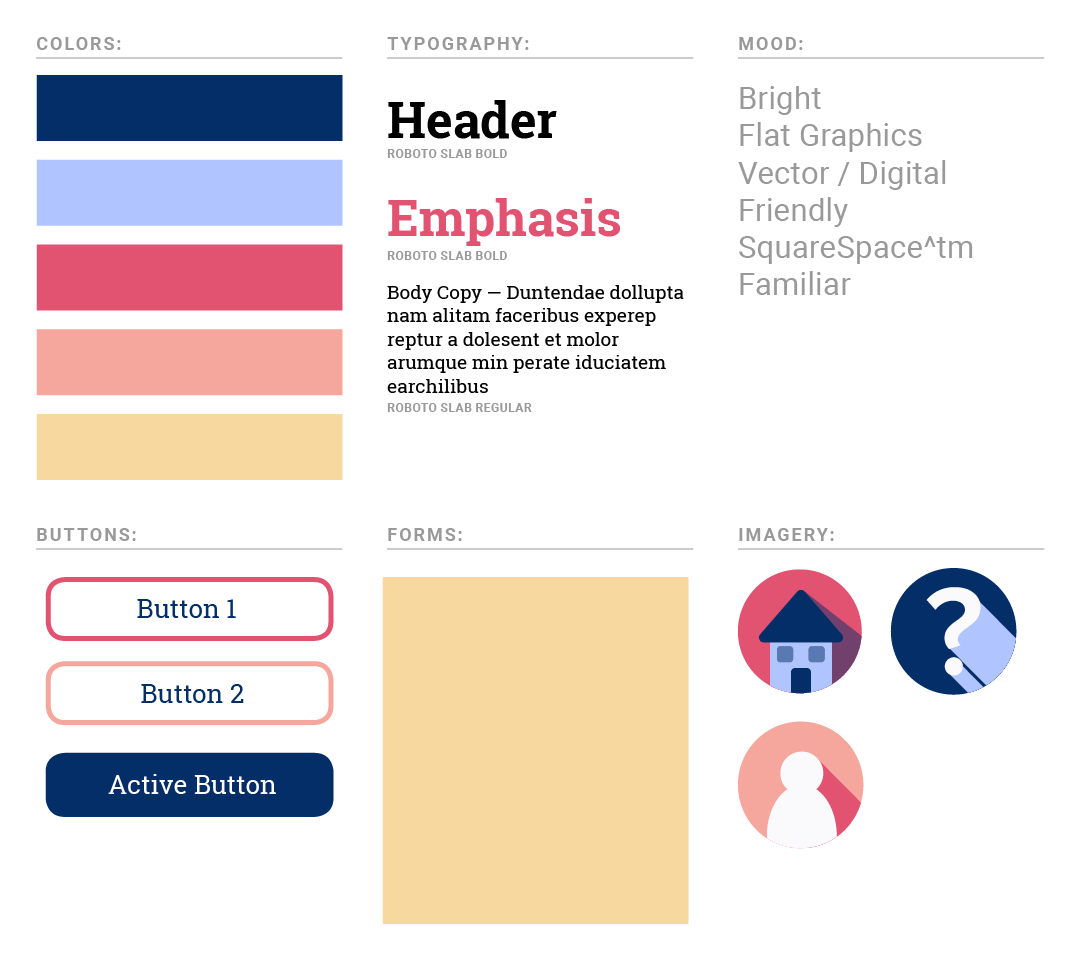 COLORS:
TYPOGRAPHY:
Header
ROBOTO SLAB BOLD
Emphasis
ROBOTO SLAB BOLD
Body Copy — Duntendae dollupta
nam alitam faceribus experep
reptur a dolesent et molor
arumque min perate iduciatem
earchilibus
ROBOTO SLAB REGULAR
MOOD:
Bright
Flat Graphics
Vector / Digital
Friendly
SquareSpace^tm
Familiar
BUTTONS:
Button 1
Button 2
Active Button
FORMS:
IMAGERY:
?